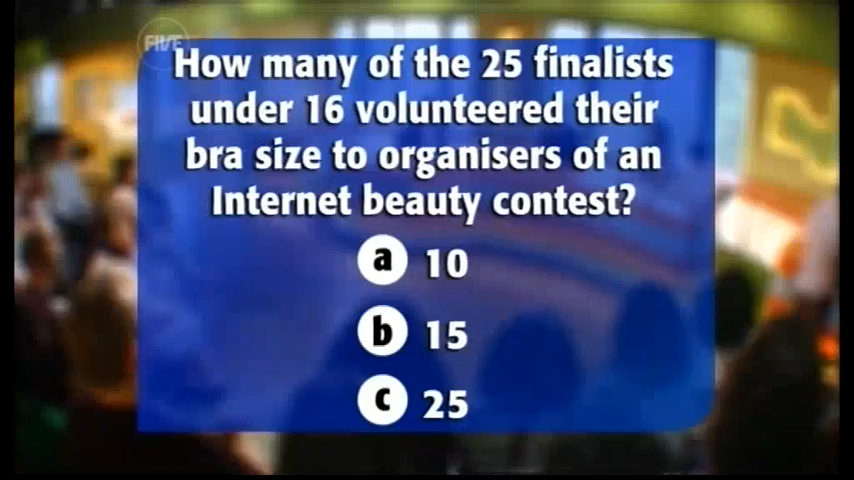 FIVE
How many of the 25 finalists
under 16 volunteered their
bra size to organisers of an
Internet beauty contest?
a 10
b 15
c 25